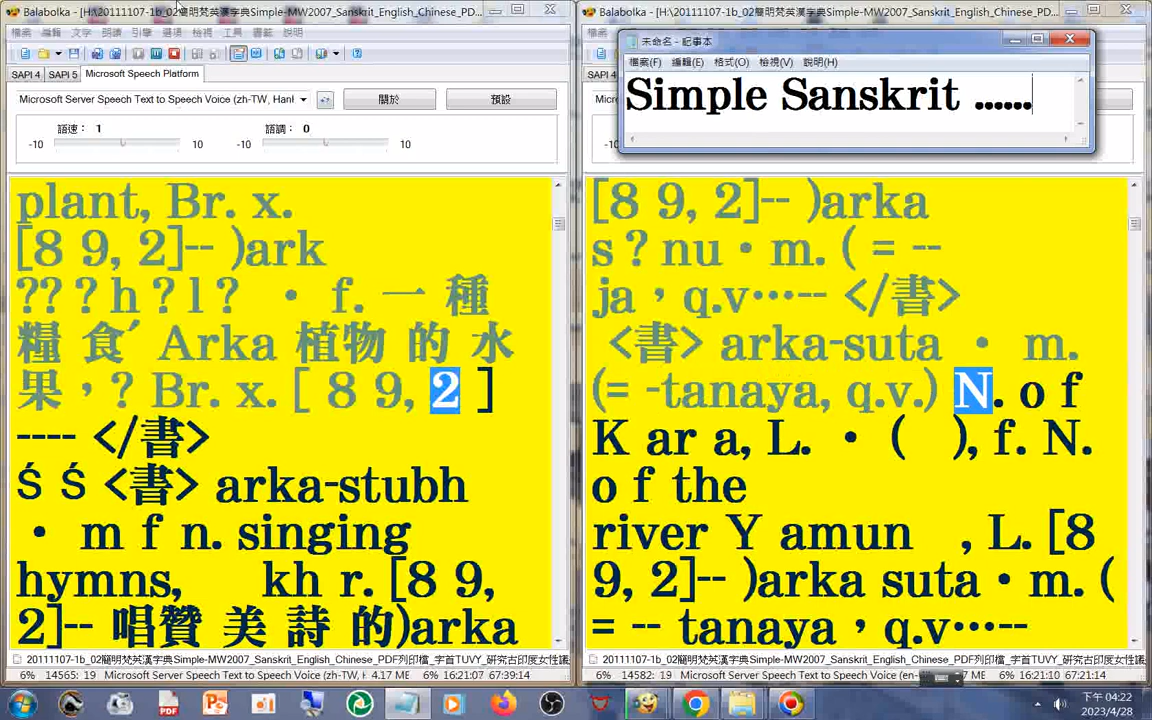 Balabolka - [H:\20111107-1b_02簡明梵英漢字典Simple-MW2007_Sanskrit_English_Chinese_PD...
檔案 編輯 文字 朗讀 引擎 選項 檢視 工具 書籤 說明
SAPI 4 SAPI 5 Microsoft Speech Platform
Microsoft Server Speech Text to Speech Voice (zh-TW, Hanl
關於 預設
語速: 1 語調: 0
-10 10 -10 10
plant, Br. x.
[8 9, 2]-- )ark
?? ? h ? l ? • f. 一 種
糧 食′ Arka 植物 的 水
果，? Br. x. [ 8 9, 2 ]
---- </書>
Ś Ś <書> arka-stubh
• m f n. singing
hymns, kh r. [8 9,
2]-- 唱贊 美 詩 的)arka
20111107-1b_02簡明梵英漢字典Simple-MW2007_Sanskrit_English_Chinese_PDF列印檔_字首TUVY_研究古印度女性議
6% 14565: 19 Microsoft Server Speech Text to Speech Voice (zh-TW, H 4.17 ME 6% 16:21:07 67:39:14
Balabolka - [H:\20111107-1b_02簡明梵英漢字典Simple-MW2007_Sanskrit_English_Chinese_PD...
檔案
SAPI 4
Micr
語
-10
未命名 - 記事本
檔案(F) 編輯(E) 格式(O) 檢視(V) 說明(H)
Simple Sanskrit ......
[8 9, 2]-- )arka
s ? nu • m. ( = --
ja，q.v…-- </書>
<書> arka-suta • m.
(= -tanaya, q.v.) N. o f
K ar a, L. • ( ), f. N.
o f the
river Y amun , L. [8
9, 2]-- )arka suta • m. (
= -- tanaya，q.v…--
20111107-1b_02簡明梵英漢字典Simple-MW2007_Sanskrit_English_Chinese_PDF列印檔_字首TUVY_研究古印度女性議
6% 14582: 19 Microsoft Server Speech Text to Speech Voice (en- 6% 16:21:10 67:21:14
下午 04:22
2023/4/28